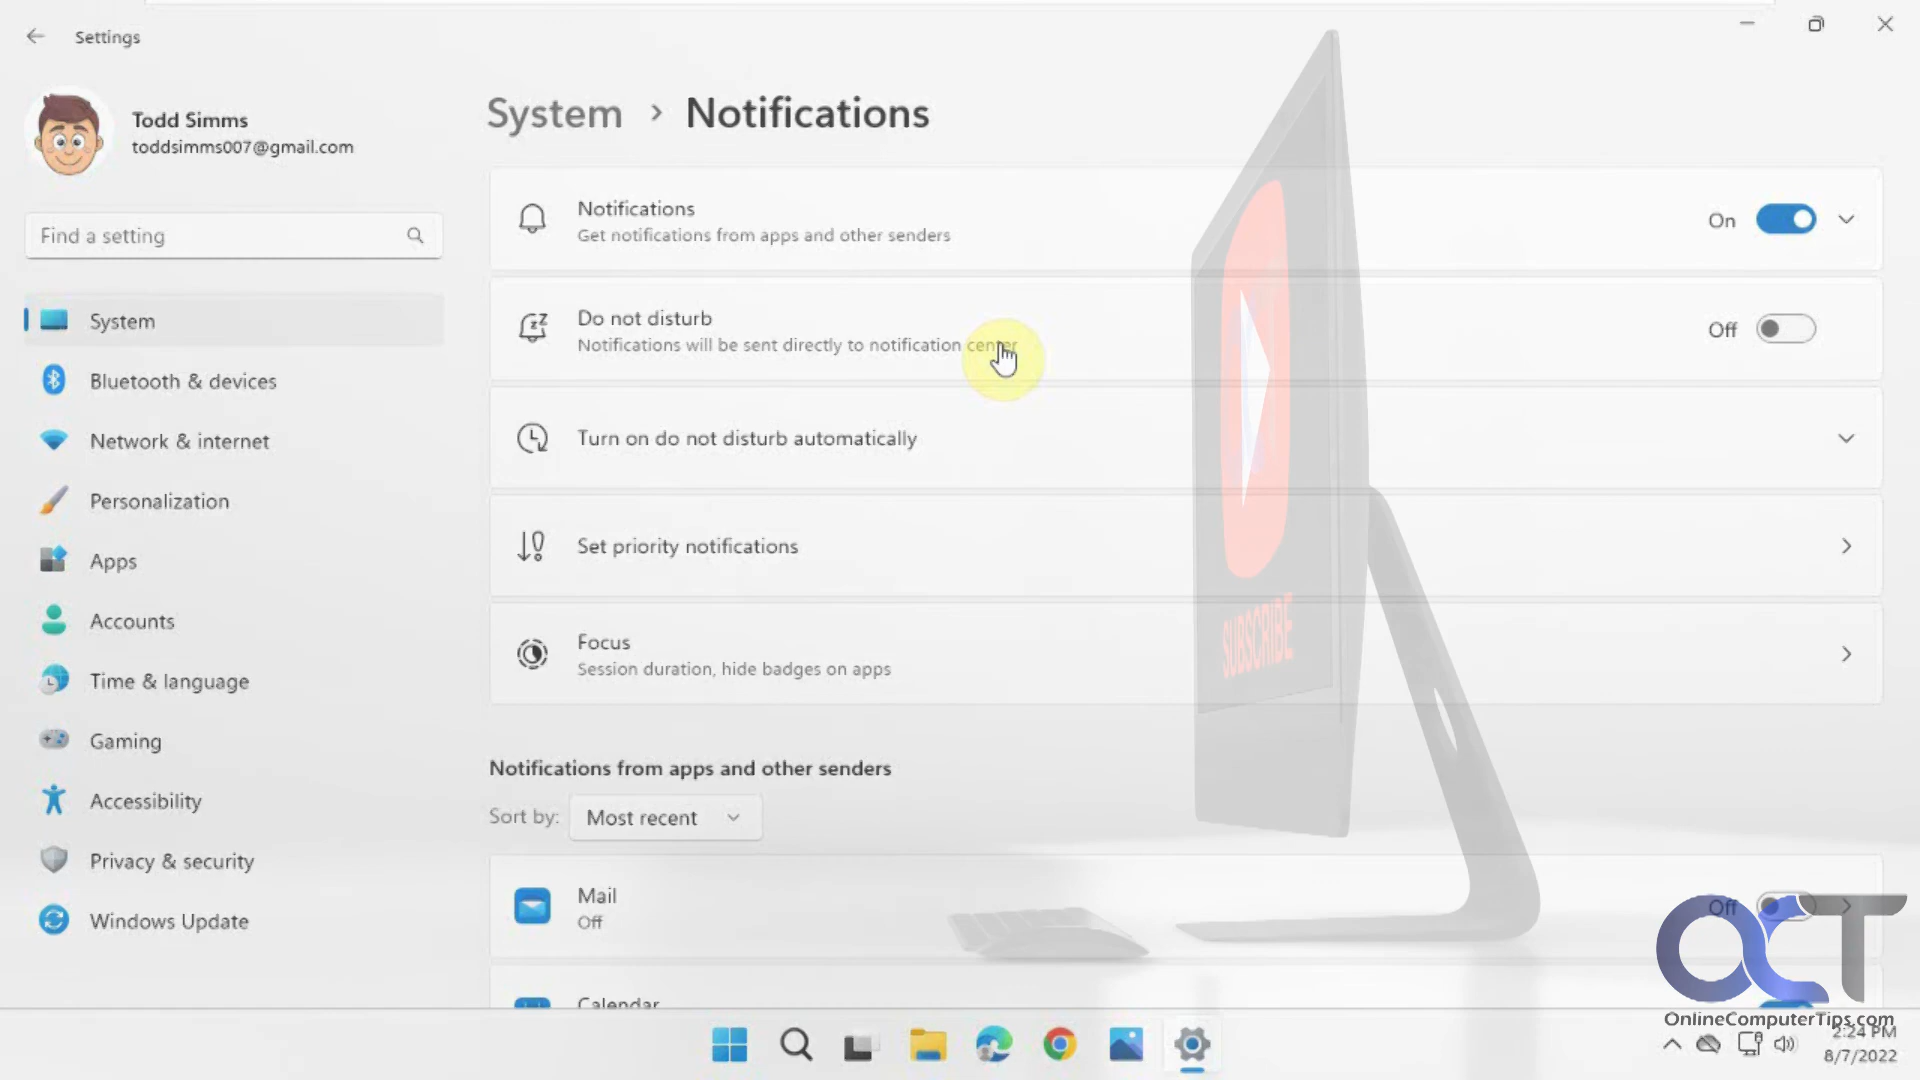 Settings
Todd Simms
toddsimms007@gmail.com
Find a setting
System
Bluetooth & devices
Network & internet
Personalization
Apps
Accounts
Time & language
Gaming
Accessibility
Privacy & security
Windows Update
System > Notifications
Notifications
Get notifications from apps and other senders
On
Do not disturb
Notifications will be sent directly to notification center
Off
Turn on do not disturb automatically
Set priority notifications
Focus
Session duration, hide badges on apps
SUBSCRIBE
Notifications from apps and other senders
Sort by: Most recent
Mail
Off
Off
Calendar
OCT
OnlineComputerTips.com
2:24 PM
8/7/2022